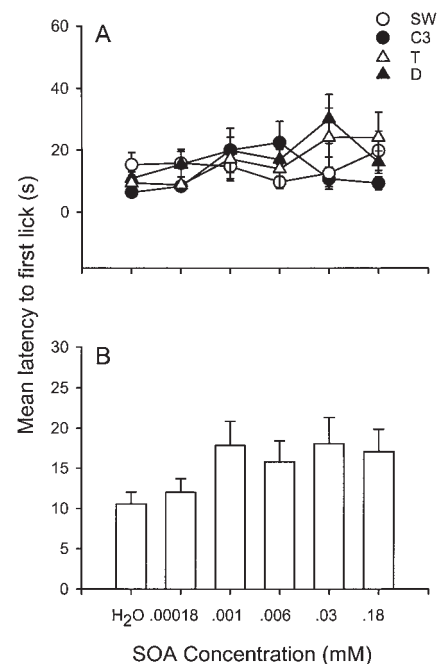 A
60
40
20
0
SW
C3
T
D
Mean latency to first lick (s)
B
30
25
20
15
10
5
0
H₂O .00018 .001 .006 .03 .18
SOA Concentration (mM)